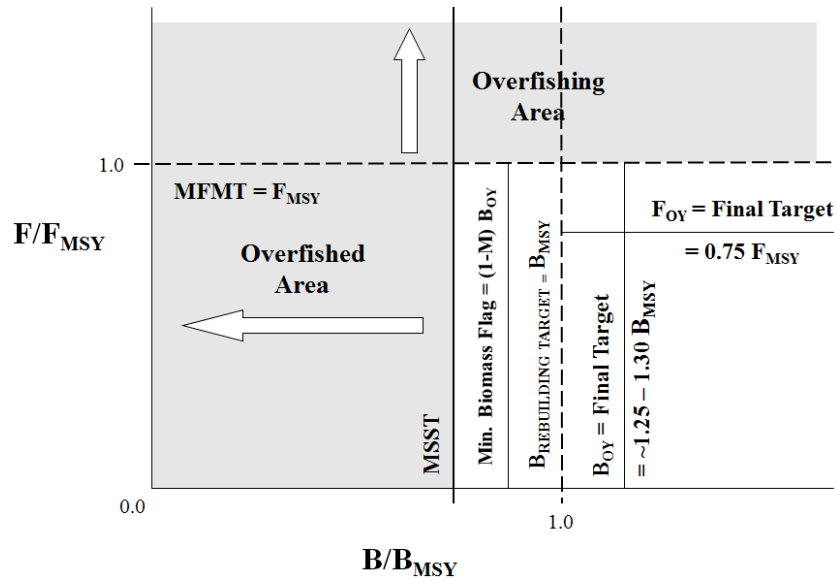 Overfishing
Area
1.0
MFMT = FMSY
F/FMSY
Overfished
Area
MSST
Min. Biomass Flag = (1-M) BOY
BREBUILDING TARGET = BMSY
BOY = Final Target
= ~1.25 – 1.30 BMSY
FOY = Final Target
= 0.75 FMSY
0.0
1.0
B/BMSY